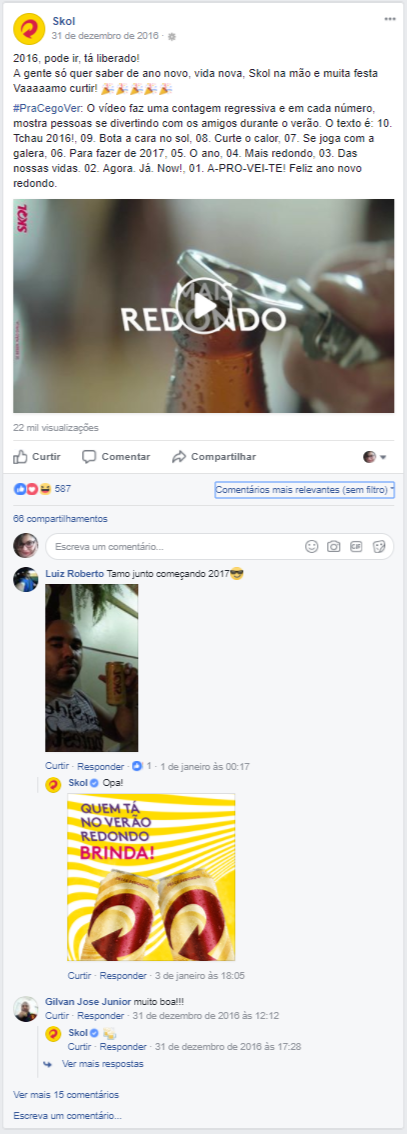 Skol
31 de dezembro de 2016 ·
2016, pode ir, tá liberado!
A gente só quer saber de ano novo, vida nova, Skol na mão e muita festa
Vaaaaamo curtir! 🎉🎉🎉🎉🎉
#PraCegoVer: O vídeo faz uma contagem regressiva e em cada número,
mostra pessoas se divertindo com os amigos durante o verão. O texto é: 10.
Tchau 2016!, 09. Bota a cara no sol, 08. Curte o calor, 07. Se joga com a
galera, 06. Para fazer de 2017, 05. O ano, 04. Mais redondo, 03. Das
nossas vidas. 02. Agora. Já. Now!, 01. A-PRO-VEI-TE! Feliz ano novo
redondo.
SKOL
MAIS
REDONDO
22 mil visualizações
Curtir Comentar Compartilhar
587 Comentários mais relevantes (sem filtro)
66 compartilhamentos
Escreva um comentário...
GIF
Luiz Roberto Tamo junto começando 2017😎
Curtir · Responder · 1 · 1 de janeiro às 00:17
Skol Opa!
QUEM TÁ
NO VERÃO
REDONDO
BRINDA!
Curtir · Responder · 3 de janeiro às 18:05
Gilvan Jose Junior muito boa!!!
Curtir · Responder · 31 de dezembro de 2016 às 12:12
Skol 🍻
Curtir · Responder · 31 de dezembro de 2016 às 17:28
Ver mais respostas
Ver mais 15 comentários
Escreva um comentário...